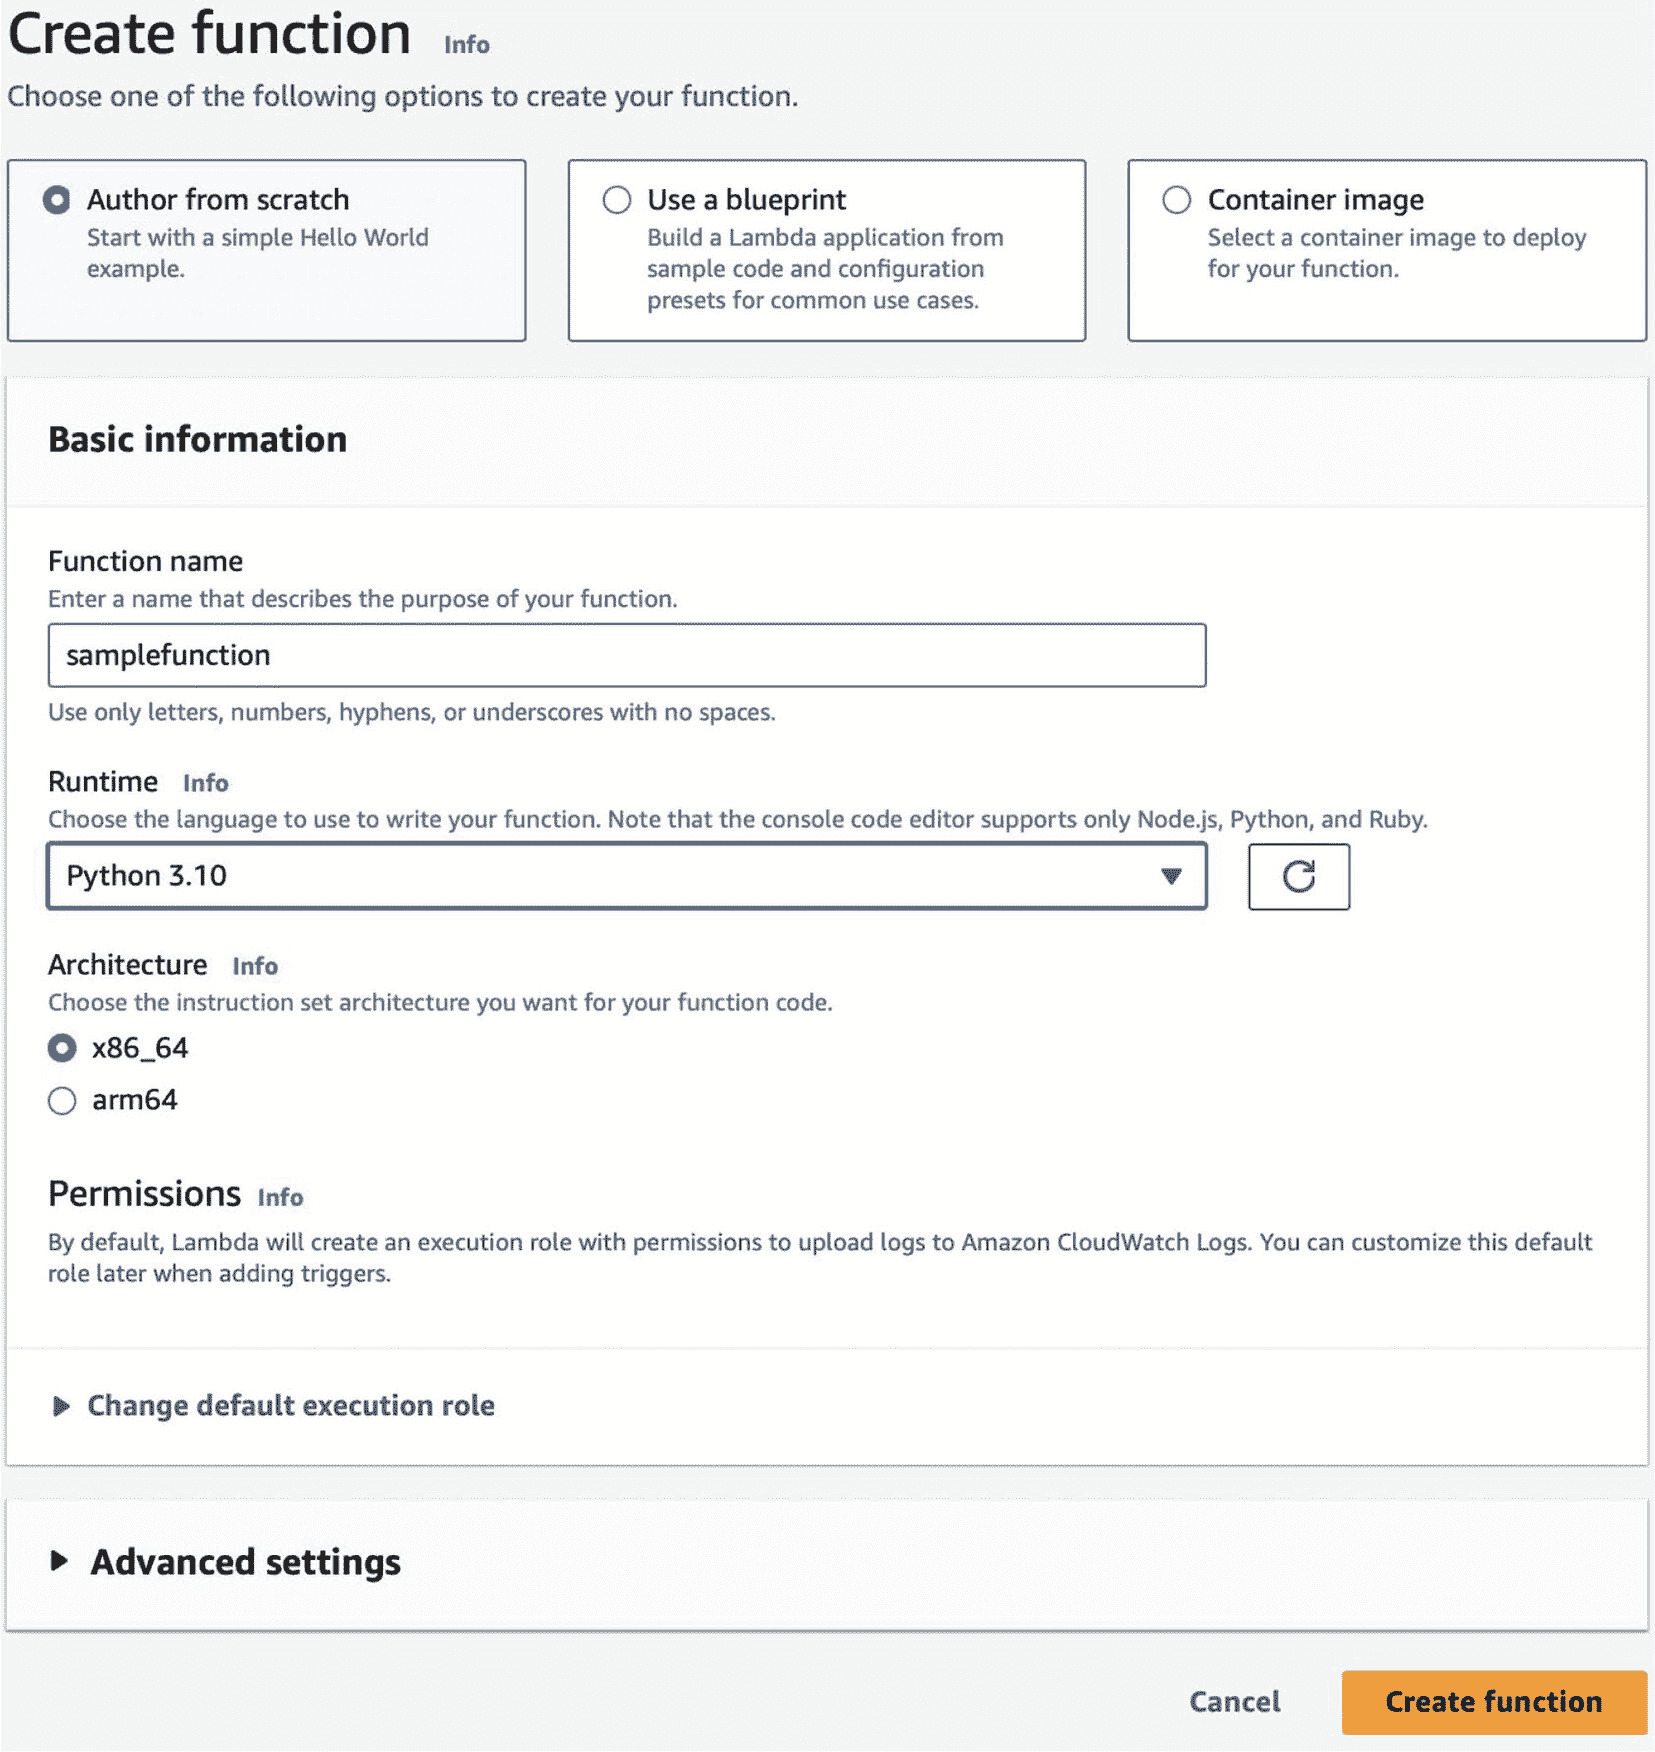 Create function Info
Choose one of the following options to create your function.
Author from scratch
Start with a simple Hello World
example.
Use a blueprint
Build a Lambda application from
sample code and configuration
presets for common use cases.
Container image
Select a container image to deploy
for your function.
Basic information
Function name
Enter a name that describes the purpose of your function.
samplefunction
Use only letters, numbers, hyphens, or underscores with no spaces.
Runtime Info
Choose the language to use to write your function. Note that the console code editor supports only Node.js, Python, and Ruby.
Python 3.10
Architecture Info
Choose the instruction set architecture you want for your function code.
x86_64
arm64
Permissions Info
By default, Lambda will create an execution role with permissions to upload logs to Amazon CloudWatch Logs. You can customize this default
role later when adding triggers.
Change default execution role
Advanced settings
Cancel Create function